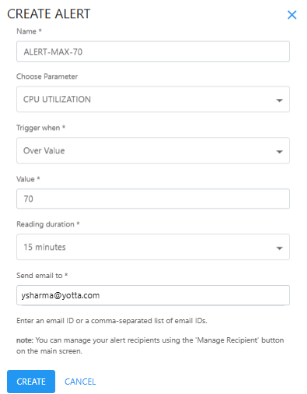 CREATE ALERT
Name *
ALERT-MAX-70
Choose Parameter
CPU UTILIZATION
Trigger when *
Over Value
Value *
70
Reading duration *
15 minutes
Send email to *
ysharma@yotta.com
Enter an email ID or a comma-separated list of email IDs.
note: You can manage your alert recipients using the 'Manage Recipient' button
on the main screen.
CREATE CANCEL